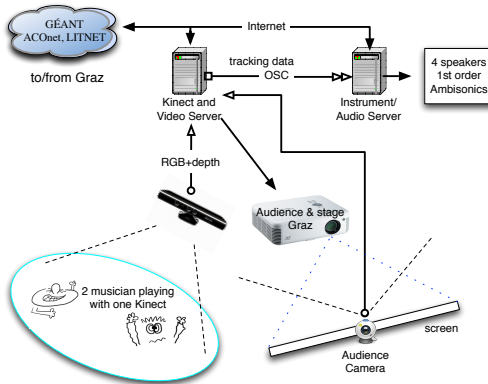 GÉANT
ACOnet, LITNET
to/from Graz
Internet
tracking data
OSC
Kinect and
Video Server
Instrument/
Audio Server
4 speakers
1st order
Ambisonics
RGB+depth
Audience & stage
Graz
2 musician playing
with one Kinect
screen
Audience
Camera